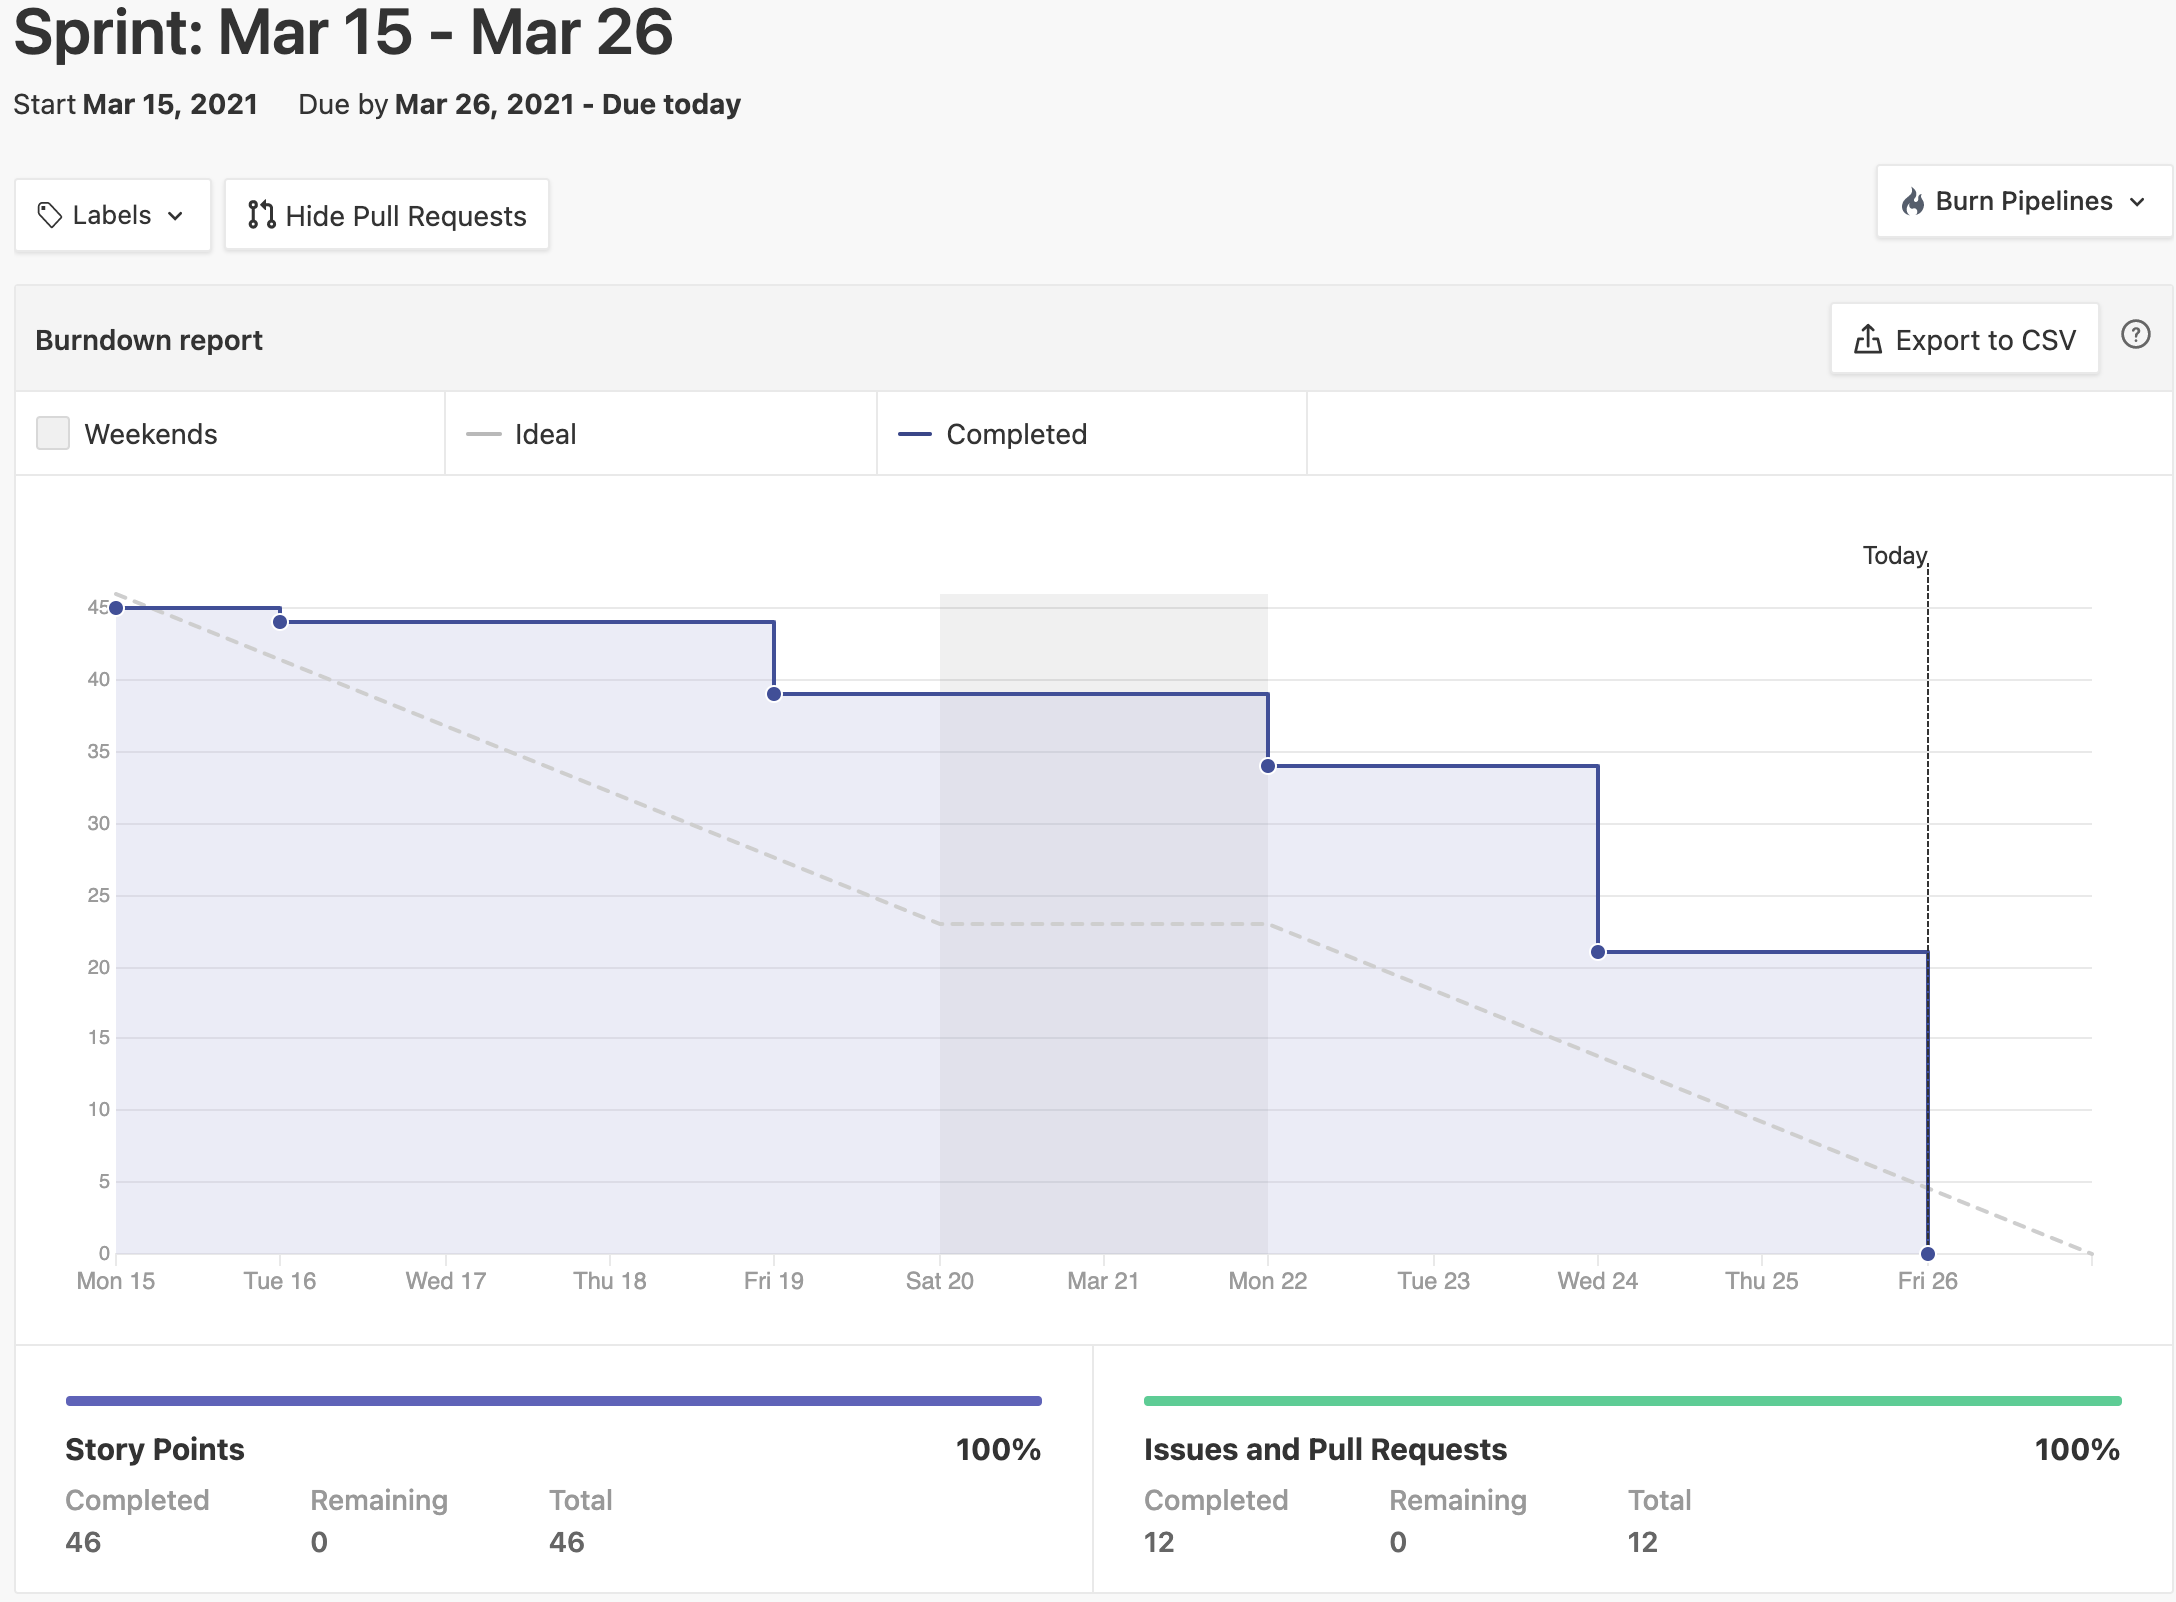 Sprint: Mar 15 - Mar 26
Start Mar 15, 2021 Due by Mar 26, 2021 - Due today
Labels Hide Pull Requests Burn Pipelines
Burndown report Export to CSV ?
Weekends Ideal Completed
Today
45
40
35
30
25
20
15
10
5
0
Mon 15 Tue 16 Wed 17 Thu 18 Fri 19 Sat 20 Mar 21 Mon 22 Tue 23 Wed 24 Thu 25 Fri 26
Story Points 100%
Completed Remaining Total
46 0 46
Issues and Pull Requests 100%
Completed Remaining Total
12 0 12